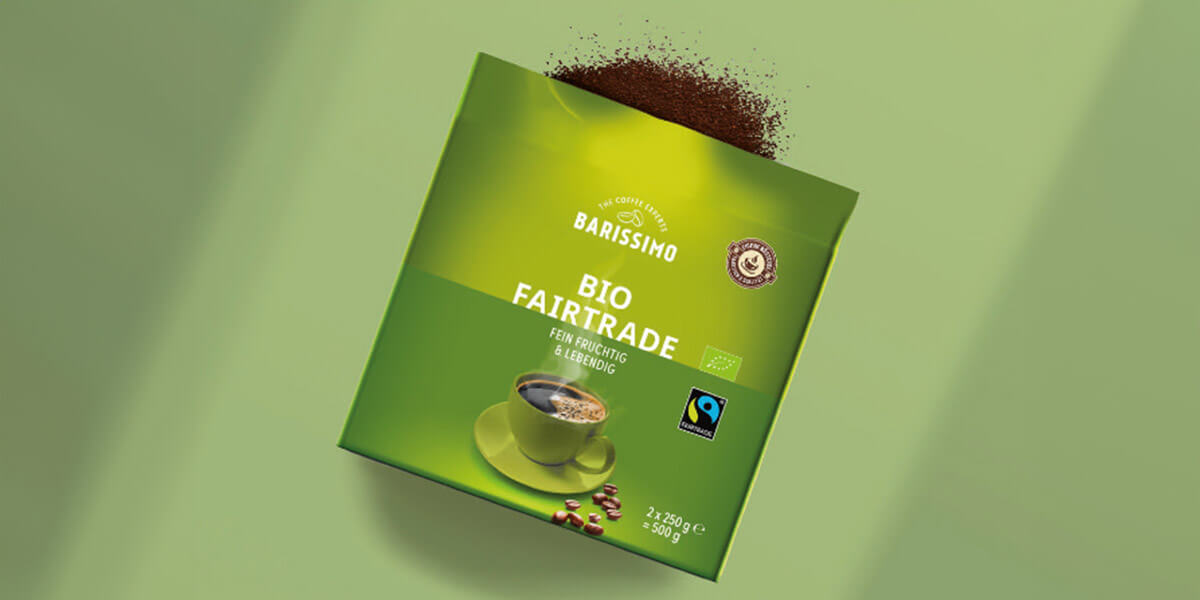 THE COFFEE EXPERTS
BARISSIMO
BIO
FAIRTRADE
FEIN FRUCHTIG
& LEBENDIG
FAIRTRADE
2 x 250 g ℮
= 500 g